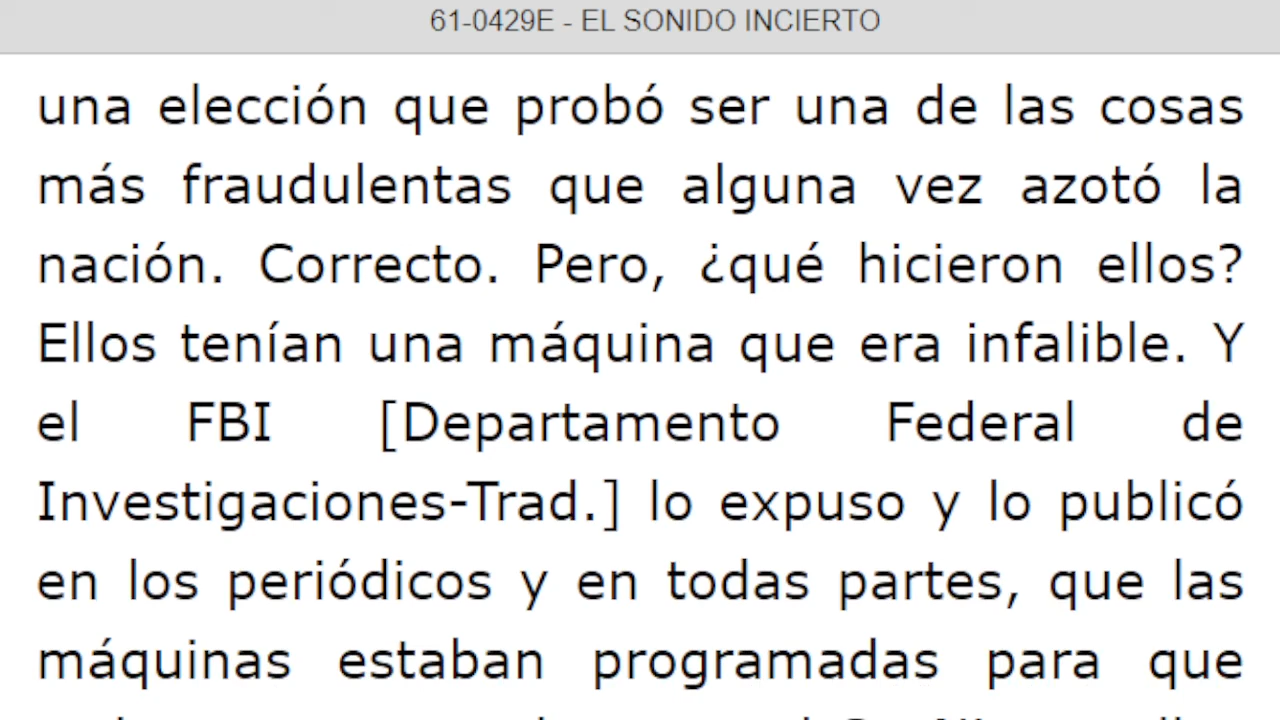 61-0429E - EL SONIDO INCIERTO
una elección que probó ser una de las cosas
más fraudulentas que alguna vez azotó la
nación. Correcto. Pero, ¿qué hicieron ellos?
Ellos tenían una máquina que era infalible. Y
el FBI [Departamento Federal de
Investigaciones-Trad.] lo expuso y lo publicó
en los periódicos y en todas partes, que las
máquinas estaban programadas para que